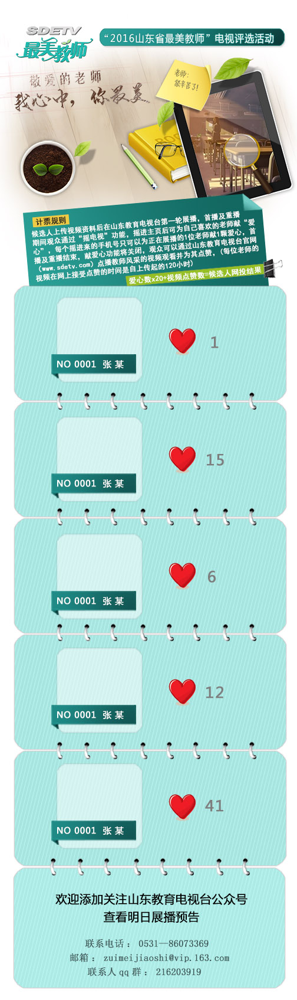 SDETV
最美教师
“2016山东省最美教师”电视评选活动
敬爱的老师
我心中，你最美
老师：
您辛苦了！
BOOK
计票规则
候选人上传视频资料后在山东教育电视台第一轮展播，首播及重播
期间观众通过“摇电视”功能，摇进主页后可为自己喜欢的老师献“爱
心”，每个摇进来的手机号只可以为正在展播的1位老师献1颗爱心，首
播及重播结束，献爱心功能将关闭，观众可以通过山东教育电视台官网
（www.sdetv.com）点播教师风采的视频观看并为其点赞，（每位老师的
视频在网上接受点赞的时间是自上传起的120小时）
爱心数x20+视频点赞数=候选人网投结果
1
NO 0001 张 某
15
NO 0001 张 某
6
NO 0001 张 某
12
NO 0001 张 某
41
NO 0001 张 某
欢迎添加关注山东教育电视台公众号
查看明日展播预告
联系电话： 0531—86073369
邮箱： zuimeijiaoshi@vip.163.com
联系人 qq 群： 216203919